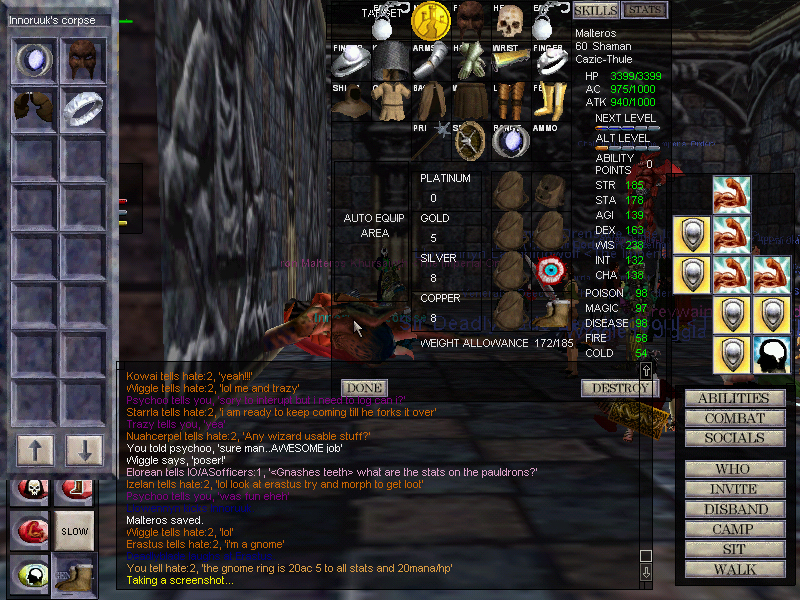 Innoruuk's corpse
TARGET
SKILLS
STATS
Malteros
60 Shaman
Cazic-Thule
HP 3399/3399
AC 975/1000
ATK 940/1000
NEXT LEVEL
ALT LEVEL
ABILITY POINTS 0
FINGER
ARMS
WRIST
FINGER
PRI
AMMO
AUTO EQUIP AREA
PLATINUM
0
GOLD
5
SILVER
8
COPPER
8
WEIGHT ALLOWANCE 172/185
STR 185
STA 178
AGI 139
DEX 163
WIS 238
INT 132
CHA 138
POISON 98
MAGIC 97
DISEASE 98
FIRE 58
COLD 54
DONE
DESTROY
Kowai tells hate:2, 'yeah!!!'
Wiggle tells hate:2, 'lol me and trazy'
Psychoo tells you, 'sory to interupt but i need to log can i?'
Starrla tells hate:2, 'i am ready to keep coming till he forks it over'
Trazy tells you, 'yea'
Nuahcerpel tells hate:2, 'Any wizard usable stuff?'
You told psychoo, 'sure man..AWESOME job'
Wiggle says, 'poser!'
Elorean tells IO/ASofficers:1, '<Gnashes teeth> what are the stats on the pauldrons?'
Izelan tells hate:2, 'lol look at erastus try and morph to get loot'
Psychoo tells you, 'was fun eheh'
Malteros saved.
Wiggle tells hate:2, 'lol'
Erastus tells hate:2, 'i'm a gnome'
You tell hate:2, 'the gnome ring is 20ac 5 to all stats and 20mana/hp'
Taking a screenshot...
SLOW
ABILITIES
COMBAT
SOCIALS
WHO
INVITE
DISBAND
CAMP
SIT
WALK